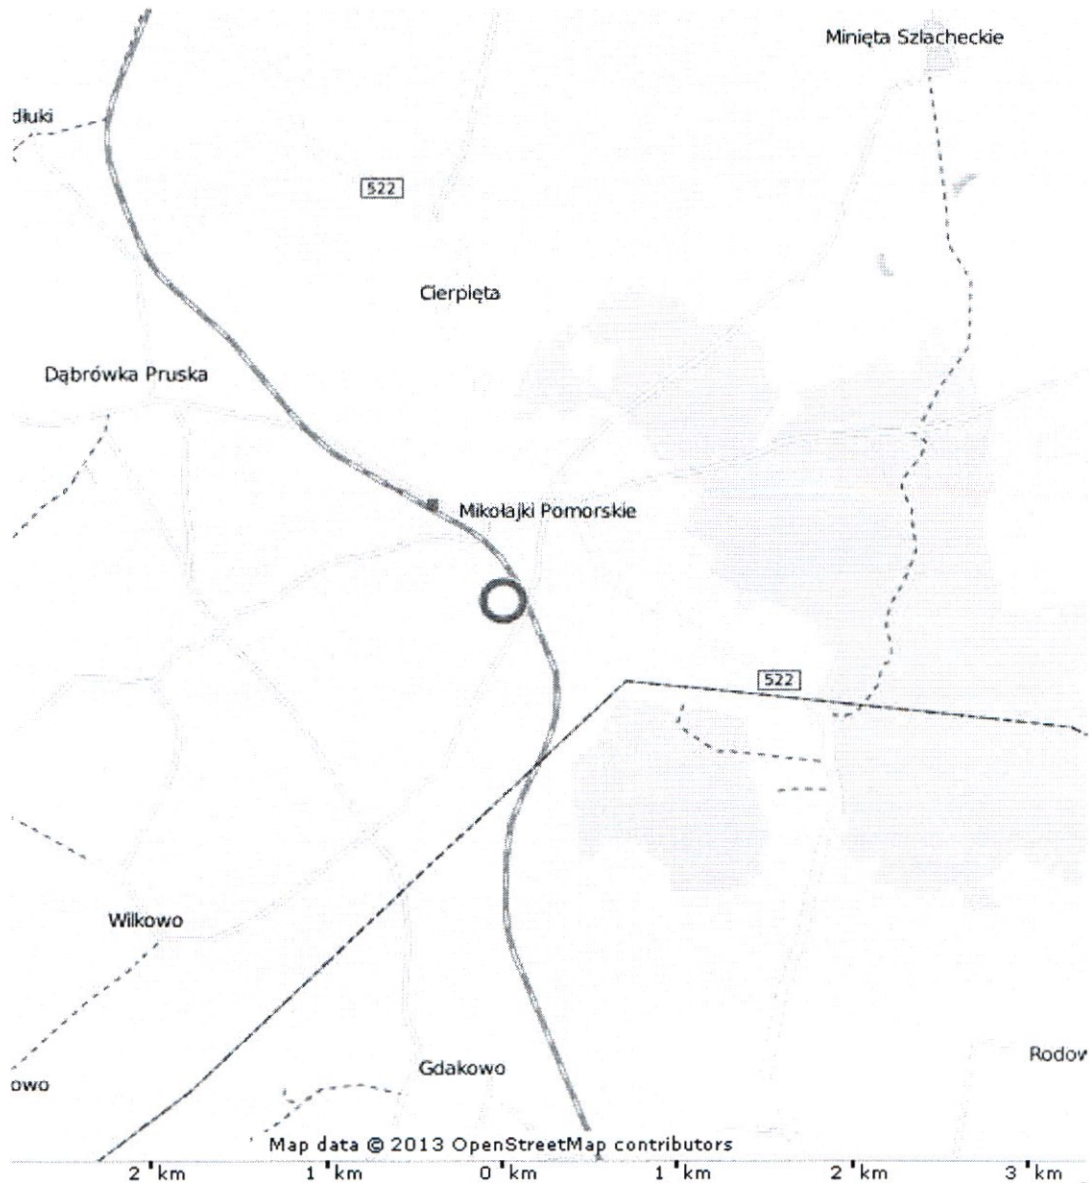 Minięta Szlacheckie
dłuki
522
Cierpięta
Dąbrówka Pruska
Mikołajki Pomorskie
522
Wilkowo
Rodow
Gdakowo
owo
Map data © 2013 OpenStreetMap contributors
2 km 1 km 0 km 1 km 2 km 3 km